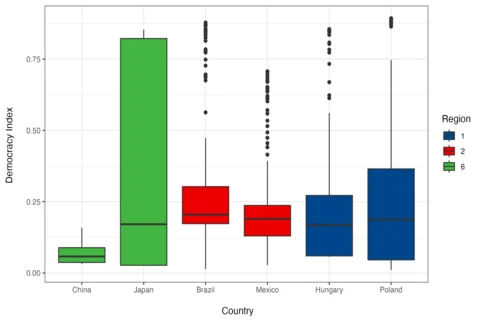 0.75
0.50
0.25
0.00
Democracy Index
China Japan Brazil Mexico Hungary Poland
Country
Region
1
2
6